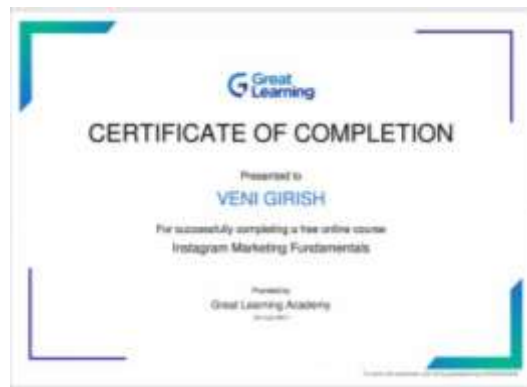 Great
Learning
CERTIFICATE OF COMPLETION
Presented to
VENI GIRISH
For successfully completing a free online course
Instagram Marketing Fundamentals
Provided by
Great Learning Academy